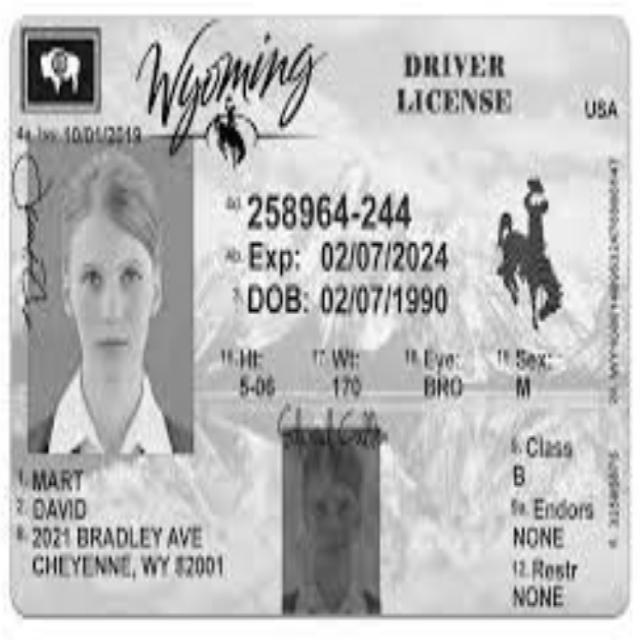 Wyoming
DRIVER
LICENSE
USA
4a. Iss: 10/01/2019
4d. 258964-244
4b. Exp: 02/07/2024
3. DOB: 02/07/1990
16. Ht: 17. Wt: 18. Eye: 15. Sex:
5-06 170 BRO M
1. MART
2. DAVID
8. 2021 BRADLEY AVE
CHEYENNE, WY 82001
9. Class
B
9a. Endors
NONE
12. Restr
NONE